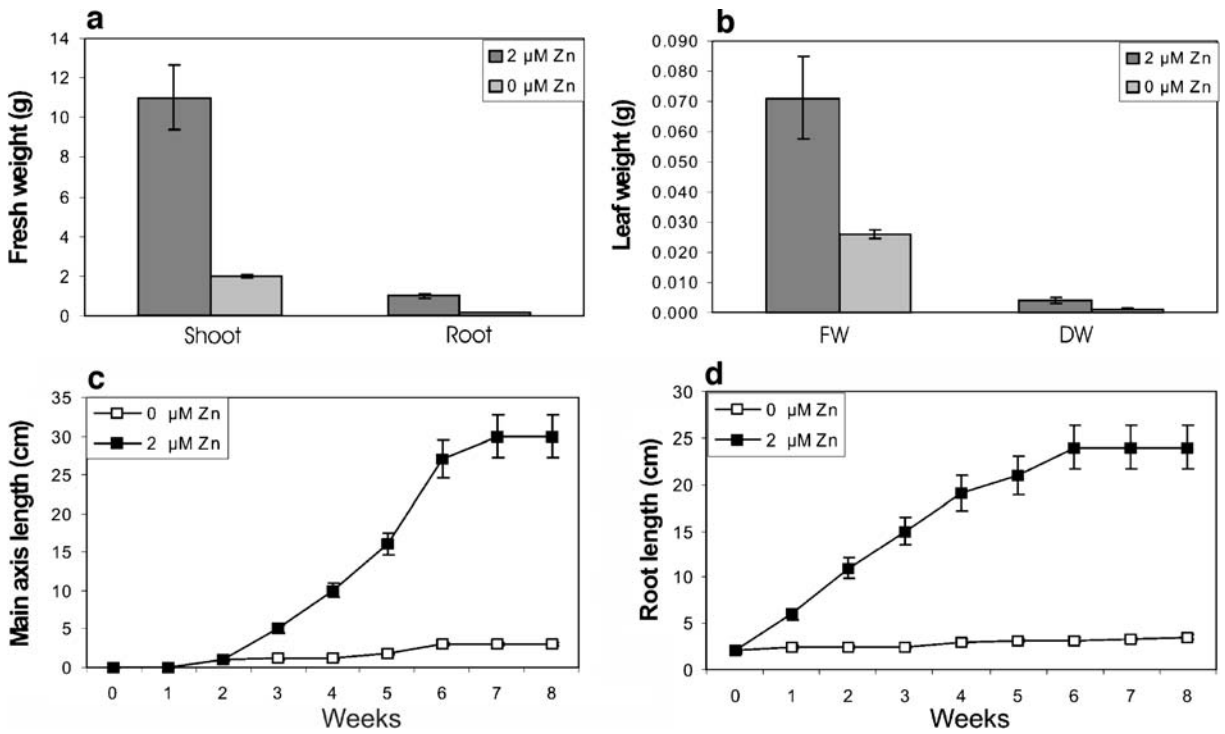 a
14
12
10
8
6
4
2
0
Fresh weight (g)
2 µM Zn
0 µM Zn
Shoot Root
b
0.090
0.080
0.070
0.060
0.050
0.040
0.030
0.020
0.010
0.000
Leaf weight (g)
2 µM Zn
0 µM Zn
FW DW
c
35
30
25
20
15
10
5
0
Main axis length (cm)
0 µM Zn
2 µM Zn
0 1 2 3 4 5 6 7 8
Weeks
d
30
25
20
15
10
5
0
Root length (cm)
0 µM Zn
2 µM Zn
0 1 2 3 4 5 6 7 8
Weeks